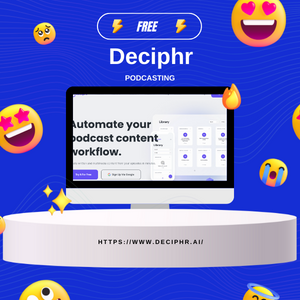 FREE
Deciphr
PODCASTING
Automate your
podcast content
workflow.
Library
HTTPS://WWW.DECIPHR.AI/